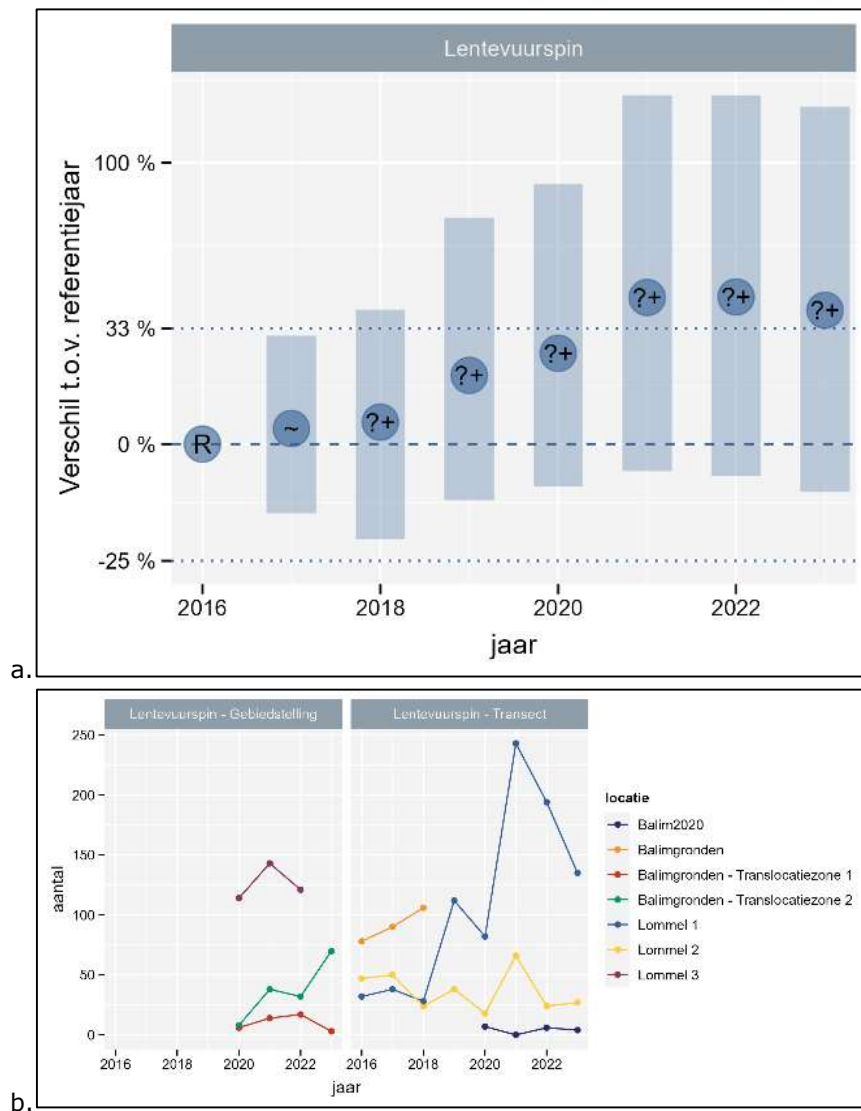 Lentevuurspin
Verschil t.o.v. referentiejaar
100 %
33 %
0 %
-25 %
R
~
?+
?+
?+
?+
?+
?+
2016
2018
2020
2022
jaar
a.
Lentevuurspin - Gebiedstelling
Lentevuurspin - Transect
aantal
250
200
150
100
50
0
2016
2018
2020
2022
2016
2018
2020
2022
jaar
locatie
Balim2020
Balimgronden
Balimgronden - Translocatiezone 1
Balimgronden - Translocatiezone 2
Lommel 1
Lommel 2
Lommel 3
b.